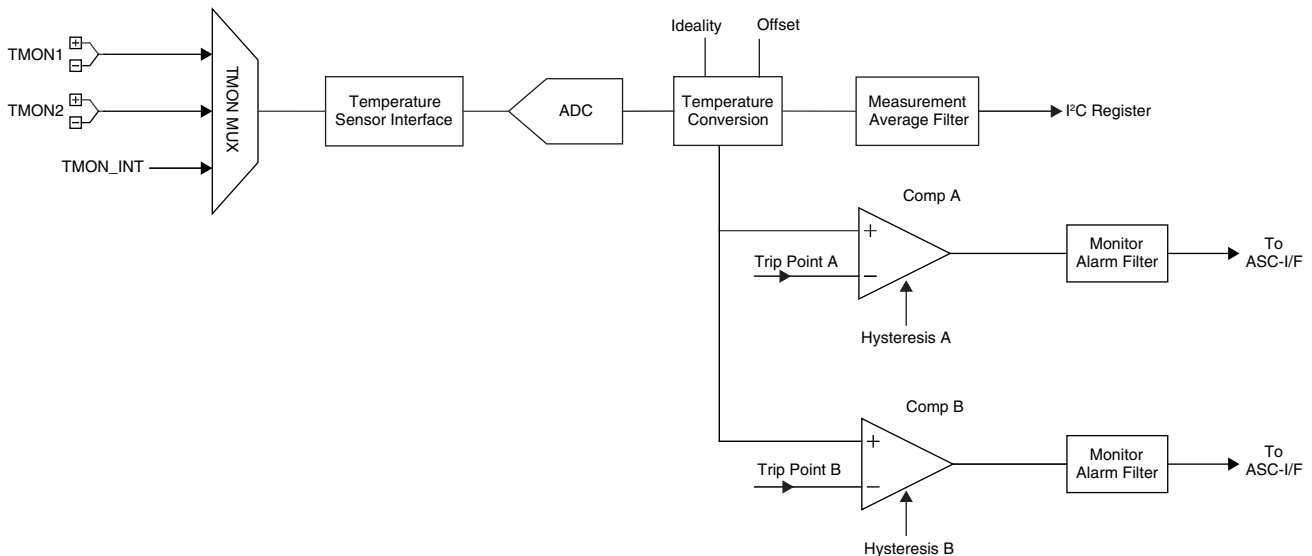 Ideality
Offset
TMON1
+
−
TMON2
+
−
TMON_INT
TMON MUX
Temperature
Sensor Interface
ADC
Temperature
Conversion
Measurement
Average Filter
I²C Register
Comp A
+
Trip Point A
−
Hysteresis A
Monitor
Alarm Filter
To
ASC-I/F
Comp B
+
Trip Point B
−
Hysteresis B
Monitor
Alarm Filter
To
ASC-I/F